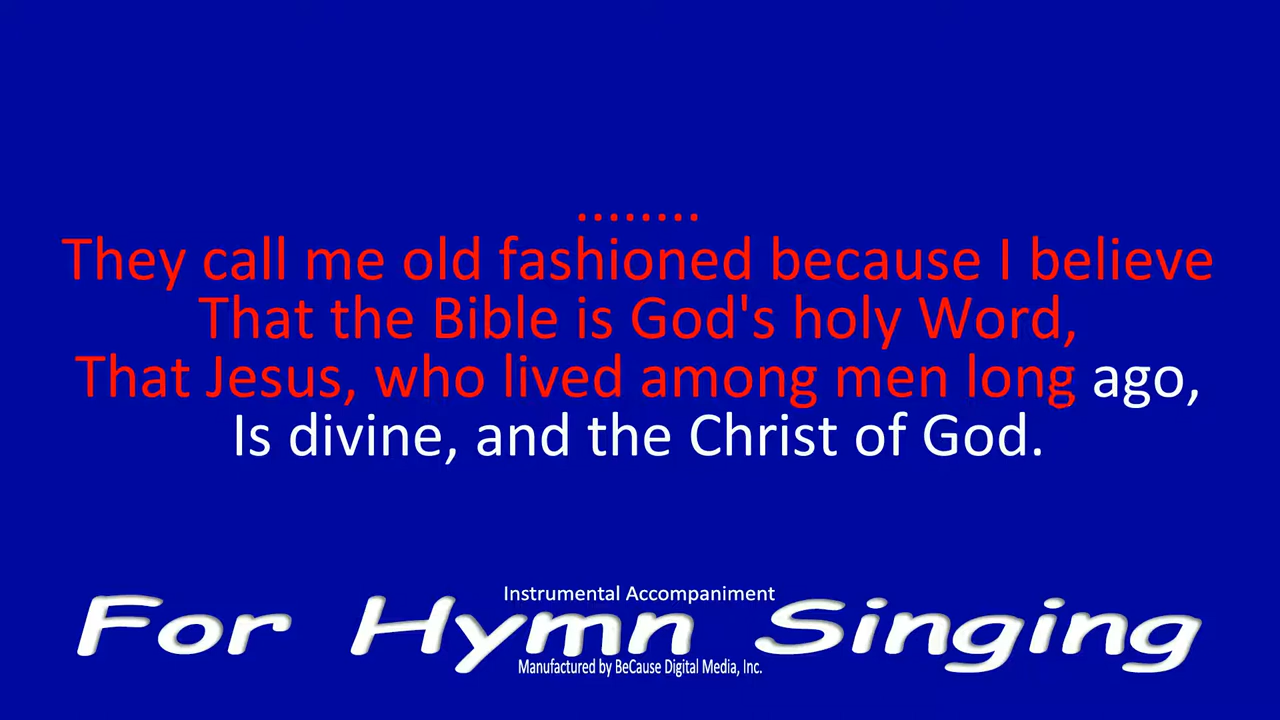 ........
They call me old fashioned because I believe
That the Bible is God's holy Word,
That Jesus, who lived among men long ago,
Is divine, and the Christ of God.
Instrumental Accompaniment
For Hymn Singing
Manufactured by BeCause Digital Media, Inc.